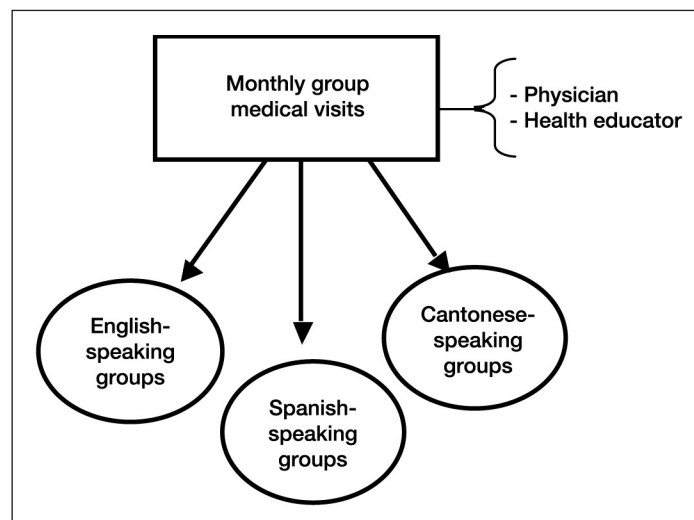 Monthly group
medical visits
- Physician
- Health educator
English-
speaking
groups
Spanish-
speaking
groups
Cantonese-
speaking
groups